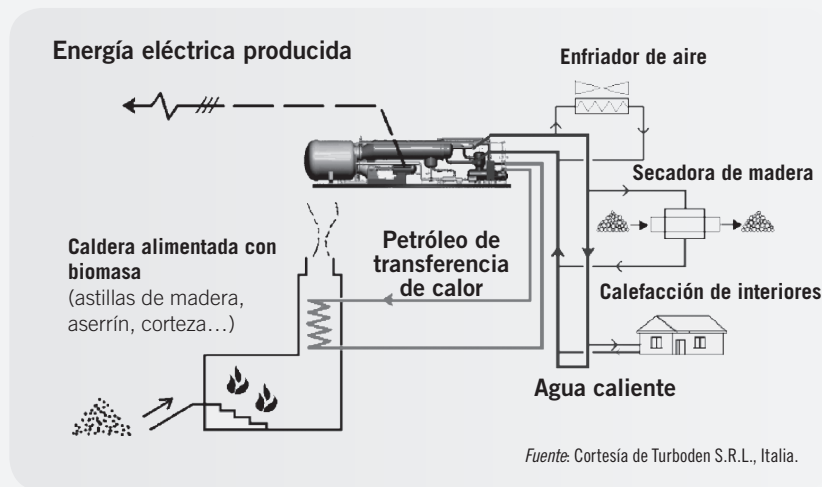 Energía eléctrica producida
Enfriador de aire
Secadora de madera
Caldera alimentada con
biomasa
(astillas de madera,
aserrín, corteza…)
Petróleo de
transferencia
de calor
Calefacción de interiores
Agua caliente
Fuente: Cortesía de Turboden S.R.L., Italia.